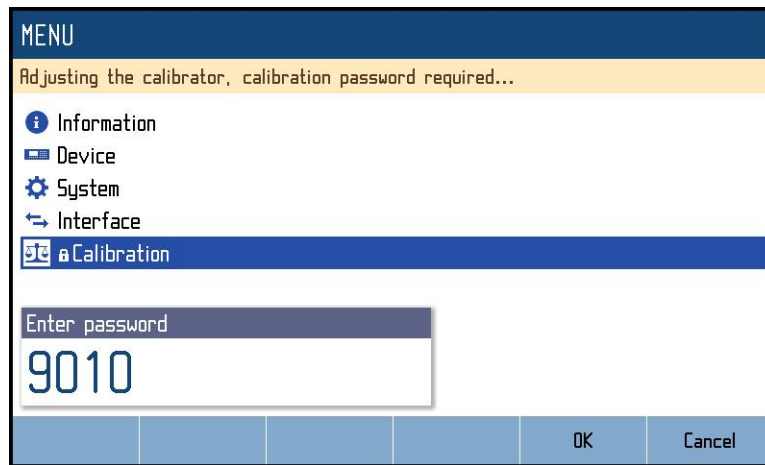 MENU
Adjusting the calibrator, calibration password required...
Information
Device
System
Interface
Calibration
Enter password
9010
OK Cancel